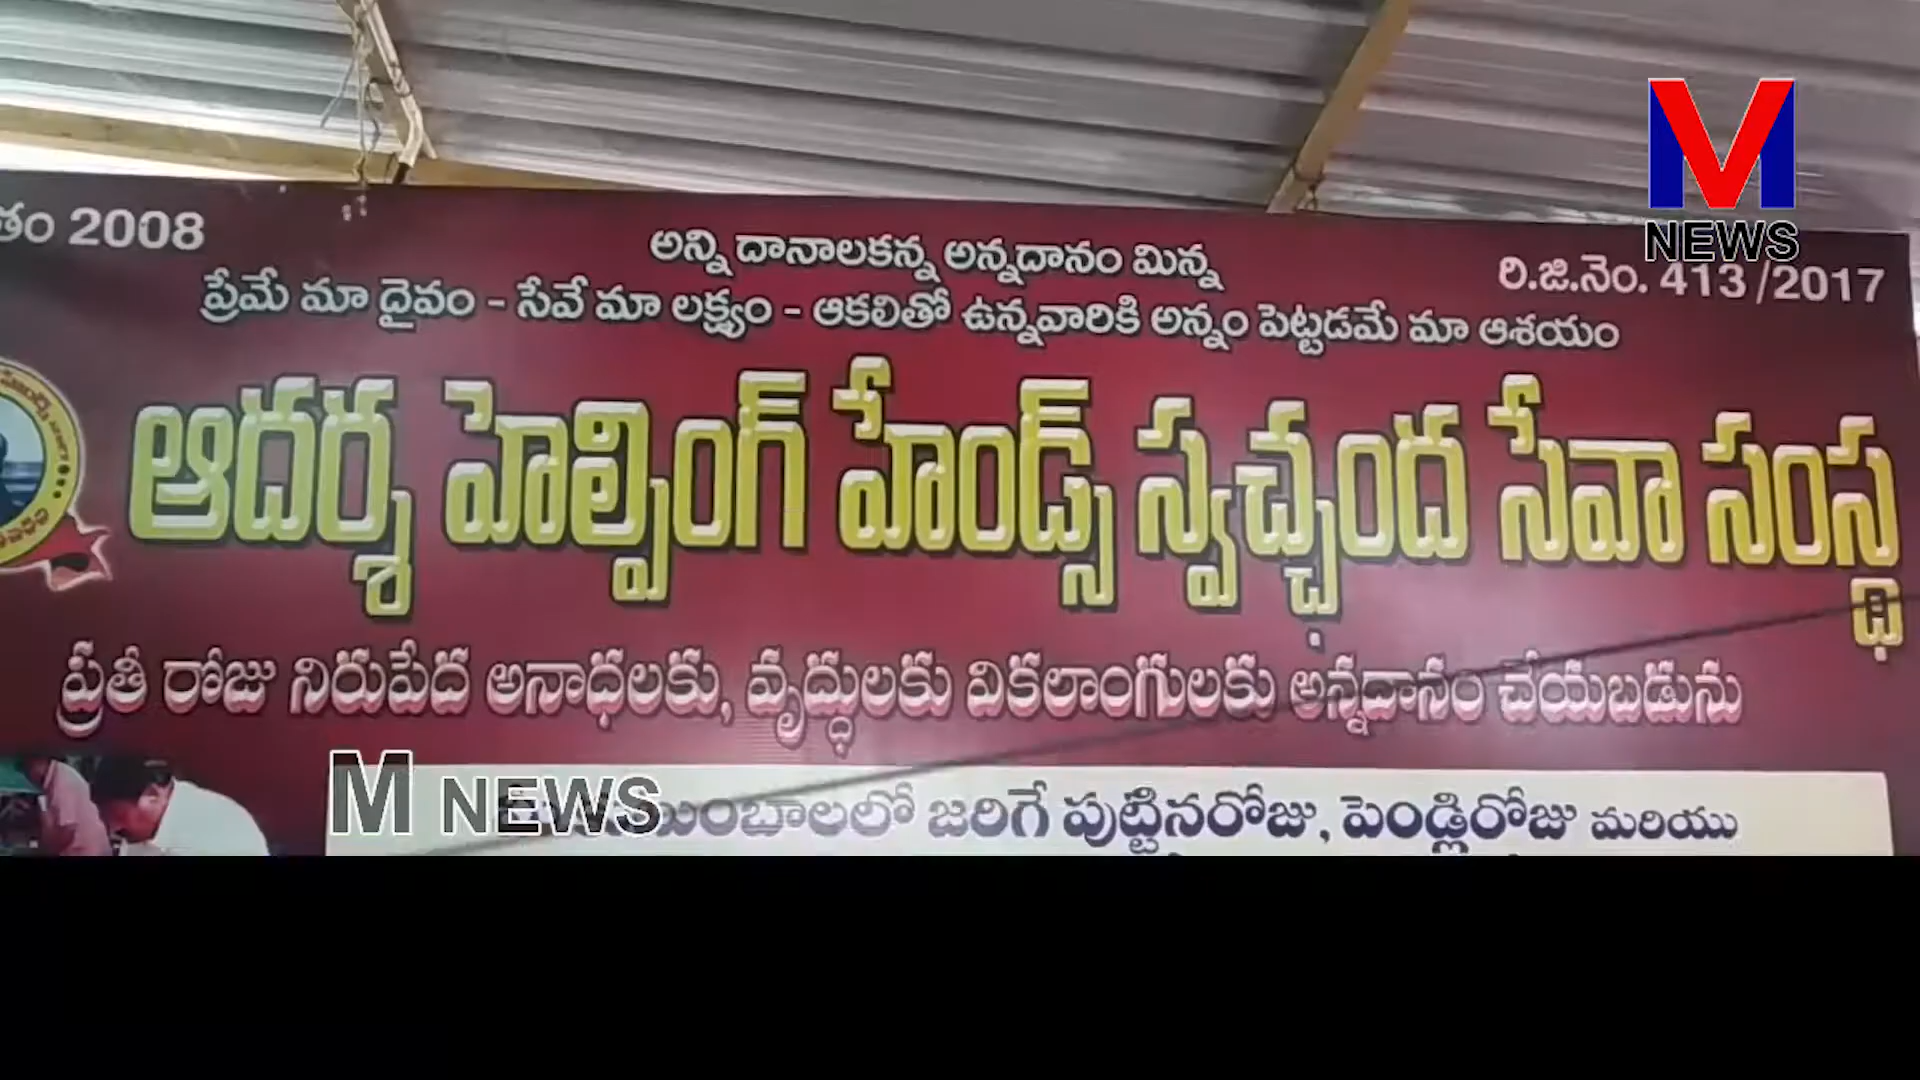 M
NEWS
2008
అన్ని దానాలకన్న అన్నదానం మిన్న
రి.జి.నెం. 413/2017
ప్రేమే మా దైవం - సేవే మా లక్ష్యం - ఆకలితో ఉన్నవారికి అన్నం పెట్టడమే మా ఆశయం
ఆదర్శ హెల్పింగ్ హేండ్స్ స్వచ్ఛంద సేవా సంస్థ
ప్రతీ రోజు నిరుపేద అనాధలకు, వృద్ధులకు వికలాంగులకు అన్నదానం చేయబడును
M NEWS
జరిగే పుట్టినరోజు, పెండ్లిరోజు మరియు